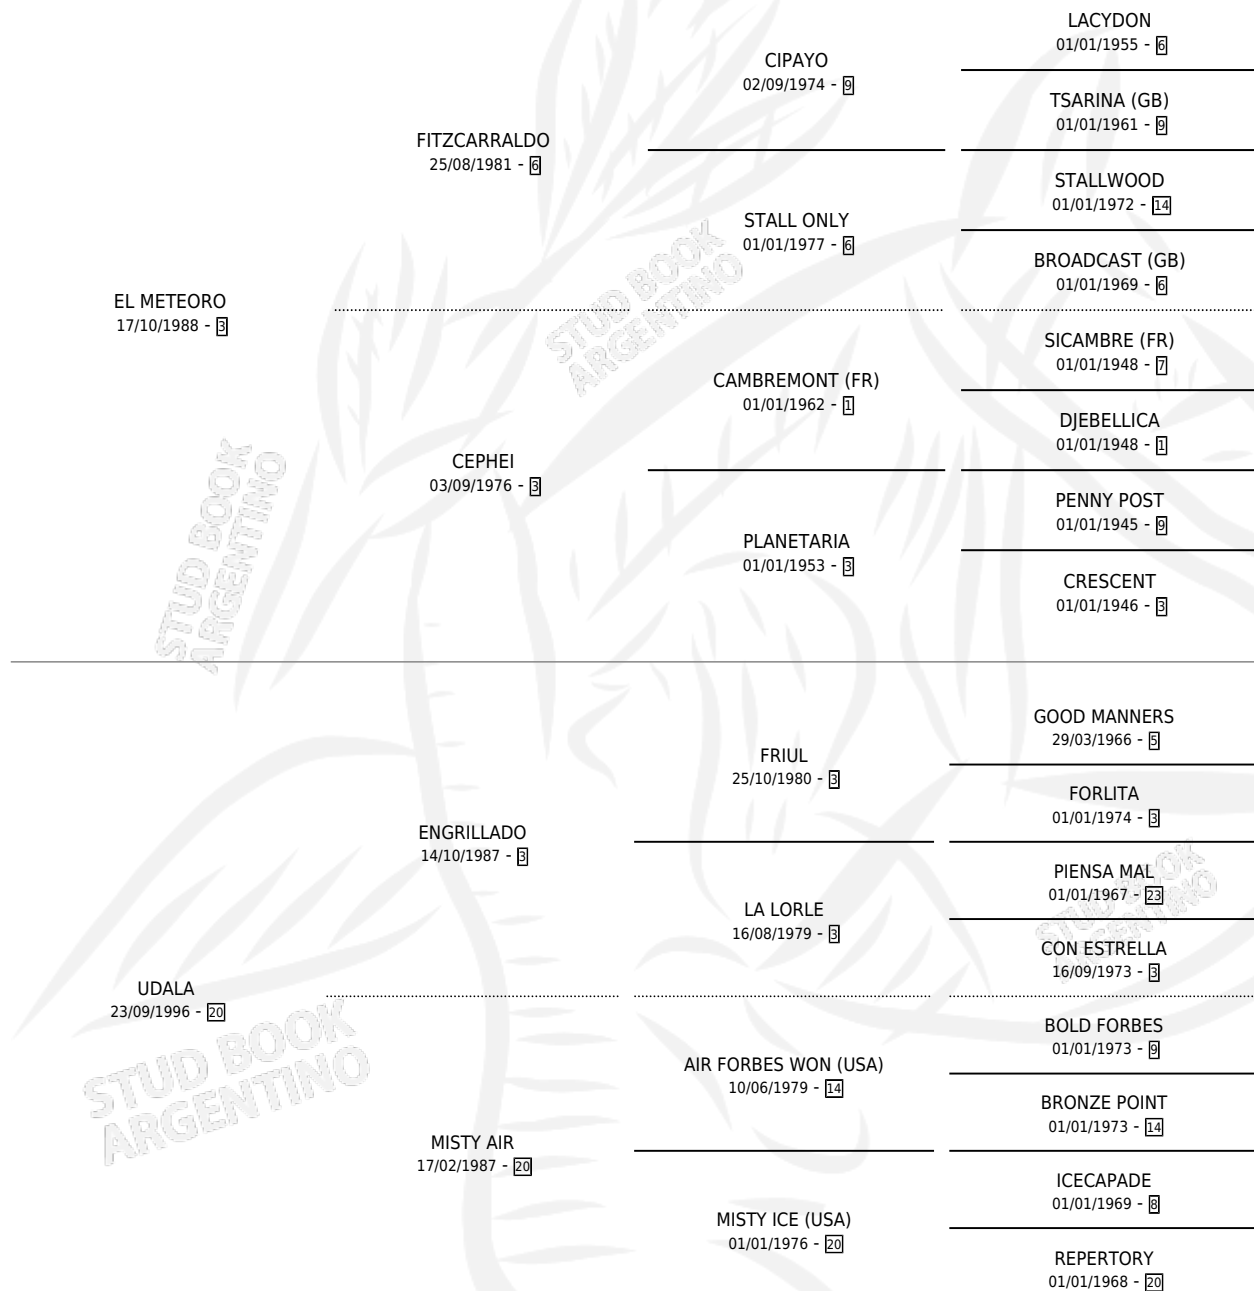 LACYDON
01/01/1955 - 6
CIPAYO
02/09/1974 - 9
TSARINA (GB)
01/01/1961 - 9
FITZCARRALDO
25/08/1981 - 6
STALLWOOD
01/01/1972 - 14
STALL ONLY
01/01/1977 - 6
BROADCAST (GB)
01/01/1969 - 6
EL METEORO
17/10/1988 - 3
SICAMBRE (FR)
01/01/1948 - 7
CAMBREMONT (FR)
01/01/1962 - 1
DJEBELLICA
01/01/1948 - 1
CEPHEI
03/09/1976 - 3
PENNY POST
01/01/1945 - 9
PLANETARIA
01/01/1953 - 3
CRESCENT
01/01/1946 - 3
STUD BOOK
ARGENTINO
STUD BOOK
ARGENTINO
GOOD MANNERS
29/03/1966 - 5
FRIUL
25/10/1980 - 3
FORLITA
01/01/1974 - 3
ENGRILLADO
14/10/1987 - 3
PIENSA MAL
01/01/1967 - 23
LA LORLE
16/08/1979 - 3
CON ESTRELLA
16/09/1973 - 3
UDALA
23/09/1996 - 20
BOLD FORBES
01/01/1973 - 9
AIR FORBES WON (USA)
10/06/1979 - 14
BRONZE POINT
01/01/1973 - 14
MISTY AIR
17/02/1987 - 20
ICECAPADE
01/01/1969 - 8
MISTY ICE (USA)
01/01/1976 - 20
REPERTORY
01/01/1968 - 20
STUD BOOK
ARGENTINO
STUD BOOK
ARGENTINO